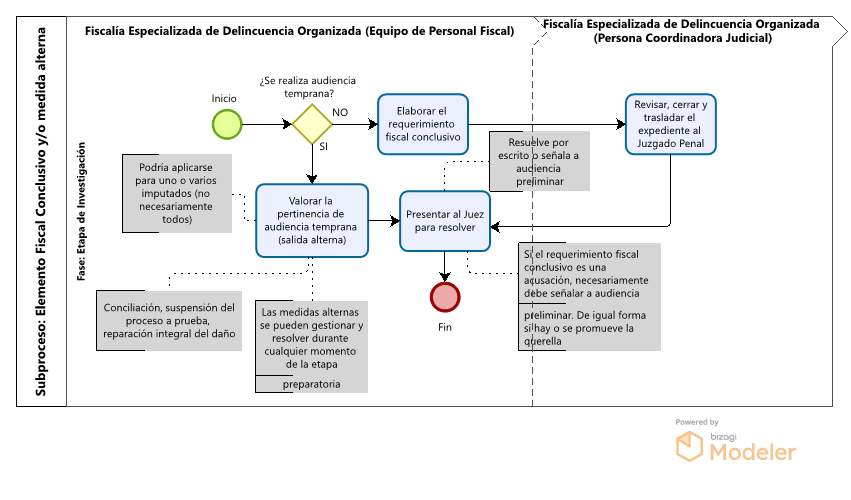 Fiscalía Especializada de Delincuencia Organizada (Equipo de Personal Fiscal)
Fiscalía Especializada de Delincuencia Organizada
(Persona Coordinadora Judicial)
Subproceso: Elemento Fiscal Conclusivo y/o medida alterna
Fase: Etapa de Investigación
Inicio
¿Se realiza audiencia
temprana?
NO
SI
Elaborar el
requerimiento
fiscal conclusivo
Revisar, cerrar y
trasladar el
expediente al
Juzgado Penal
Resuelve por
escrito o señala a
audiencia
preliminar
Podría aplicarse
para uno o varios
imputados (no
necesariamente
todos)
Valorar la
pertinencia de
audiencia temprana
(salida alterna)
Presentar al Juez
para resolver
Si el requerimiento fiscal
conclusivo es una
acusación, necesariamente
debe señalar a audiencia
preliminar. De igual forma
si hay o se promueve la
querella
Conciliación, suspensión del
proceso a prueba,
reparación integral del daño
Las medidas alternas
se pueden gestionar y
resolver durante
cualquier momento
de la etapa
preparatoria
Fin
Powered by
bizagi
Modeler